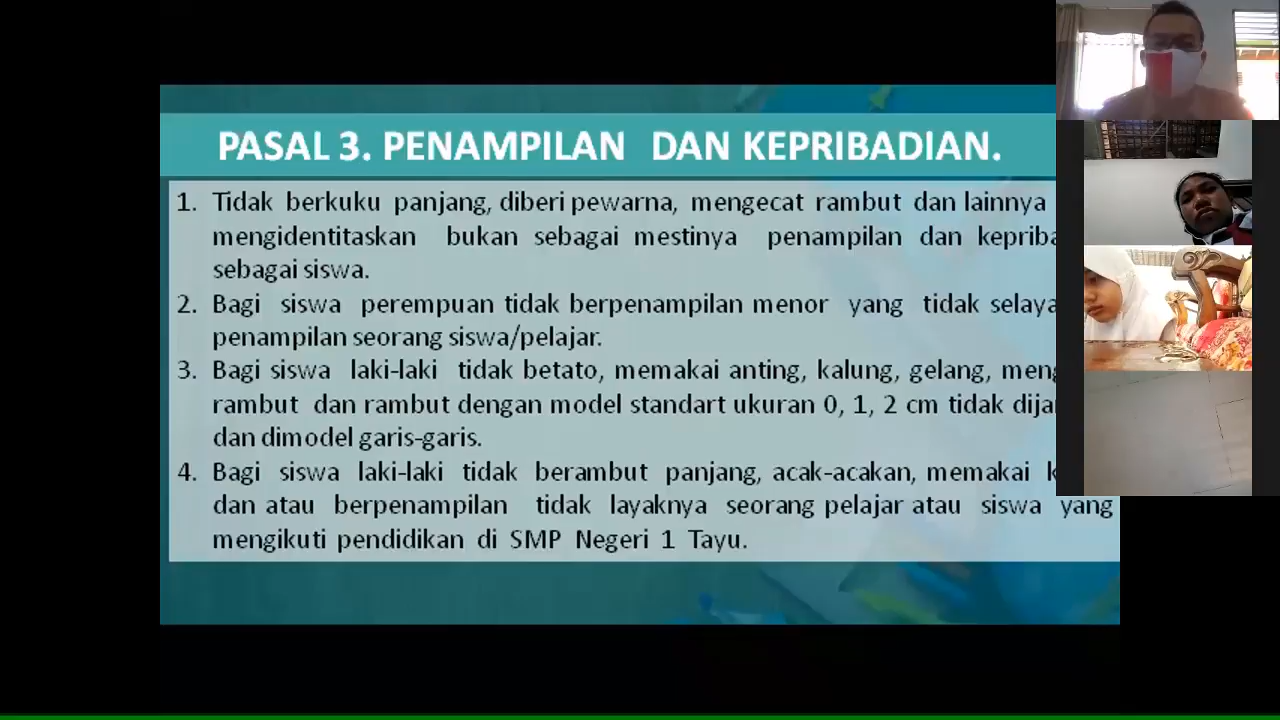 PASAL 3. PENAMPILAN DAN KEPRIBADIAN.
1. Tidak berkuku panjang, diberi pewarna, mengecat rambut dan lainnya
mengidentitaskan bukan sebagai mestinya penampilan dan
sebagai siswa.
2. Bagi siswa perempuan tidak berpenampilan menor yang tidak
penampilan seorang siswa/pelajar.
3. Bagi siswa laki-laki tidak betato, memakai anting, kalung, gelang,
rambut dan rambut dengan model standart ukuran 0, 1, 2 cm tidak
dan dimodel garis-garis.
4. Bagi siswa laki-laki tidak berambut panjang, acak-acakan, memakai
dan atau berpenampilan tidak layaknya seorang pelajar atau siswa yang
mengikuti pendidikan di SMP Negeri 1 Tayu.